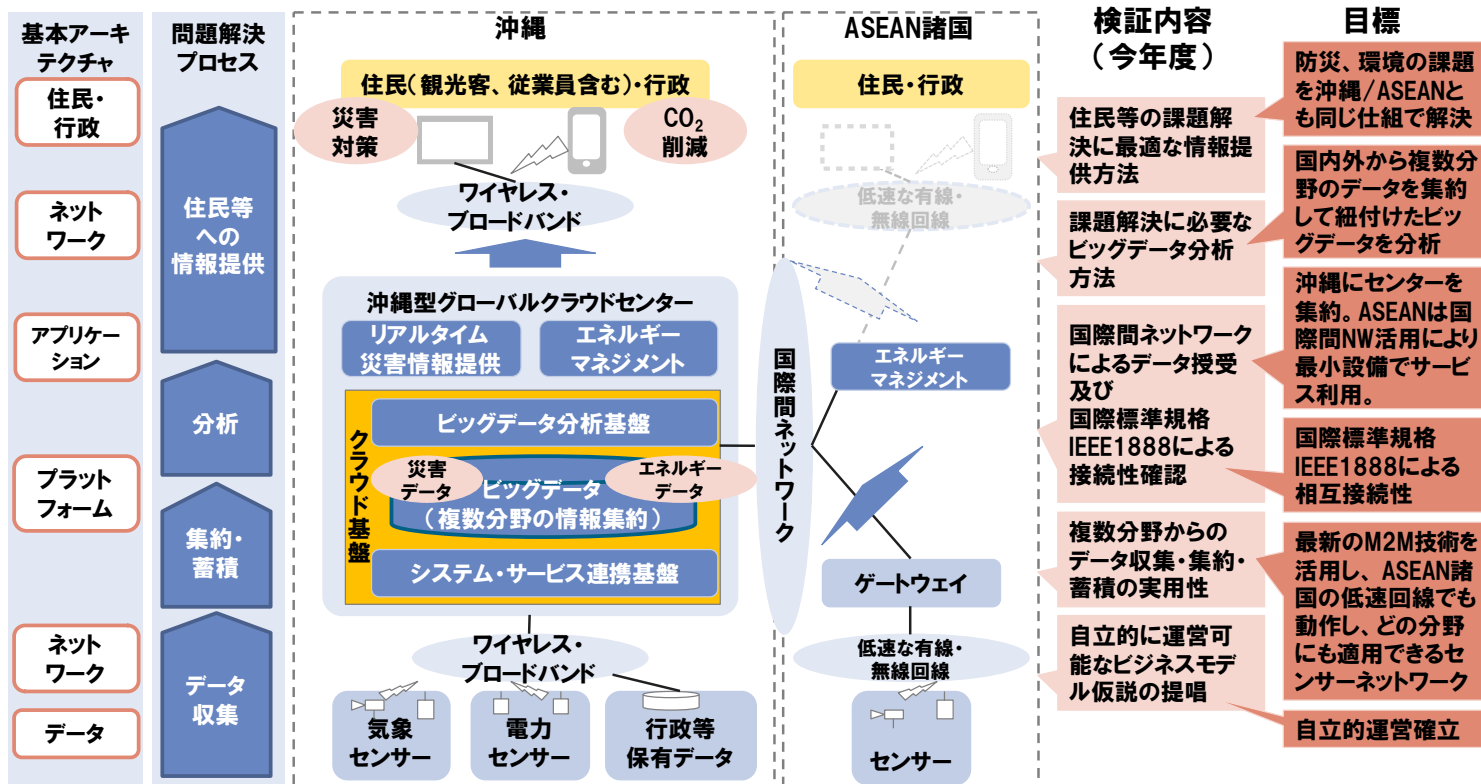 基本アーキ
テクチャ
住民・
行政
ネット
ワーク
アプリケー
ション
プラット
フォーム
ネット
ワーク
データ
問題解決
プロセス
住民等
への
情報提供
分析
集約・
蓄積
データ
収集
沖縄
住民(観光客、従業員含む)・行政
災害
対策
CO2
削減
ワイヤレス・
ブロードバンド
沖縄型グローバルクラウドセンター
リアルタイム
災害情報提供
エネルギー
マネジメント
クラウド基盤
ビッグデータ分析基盤
災害
データ
エネルギー
データ
ビッグデータ
(複数分野の情報集約)
システム・サービス連携基盤
ワイヤレス・
ブロードバンド
気象
センサー
電力
センサー
行政等
保有データ
国際間ネットワーク
ASEAN諸国
住民・行政
低速な有線・
無線回線
エネルギー
マネジメント
ゲートウェイ
低速な有線・
無線回線
センサー
検証内容
(今年度)
住民等の課題解
決に最適な情報提
供方法
課題解決に必要な
ビッグデータ分析
方法
国際間ネットワーク
によるデータ授受
及び
国際標準規格
IEEE1888による
接続性確認
複数分野からの
データ収集・集約・
蓄積の実用性
自立的に運営可
能なビジネスモデ
ル仮説の提唱
目標
防災、環境の課題
を沖縄/ASEANと
も同じ仕組で解決
国内外から複数分
野のデータを集約
して紐付けたビッ
グデータを分析
沖縄にセンターを
集約。ASEANは国
際間NW活用により
最小設備でサービ
ス利用。
国際標準規格
IEEE1888による
相互接続性
最新のM2M技術を
活用し、ASEAN諸
国の低速回線でも
動作し、どの分野
にも適用できるセ
ンサーネットワーク
自立的運営確立